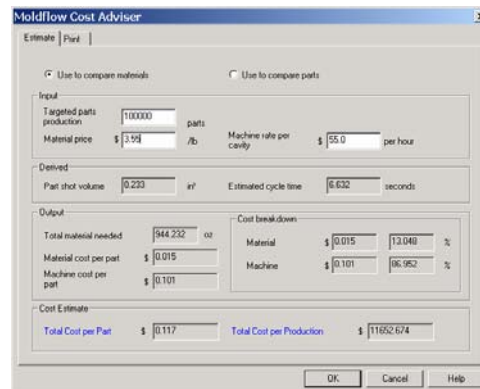 Moldflow Cost Adviser
Estimate Print
Use to compare materials Use to compare parts
Input
Targeted parts production 100000 parts
Material price $ 3.55 /lb Machine rate per cavity $ 55.0 per hour
Derived
Part shot volume 0.233 in³ Estimated cycle time 6.632 seconds
Output
Cost breakdown
Total material needed 944.232 oz
Material $ 0.015 13.048 %
Material cost per part $ 0.015
Machine $ 0.101 86.952 %
Machine cost per part $ 0.101
Cost Estimate
Total Cost per Part $ 0.117 Total Cost per Production $ 11652.674
OK Cancel Help